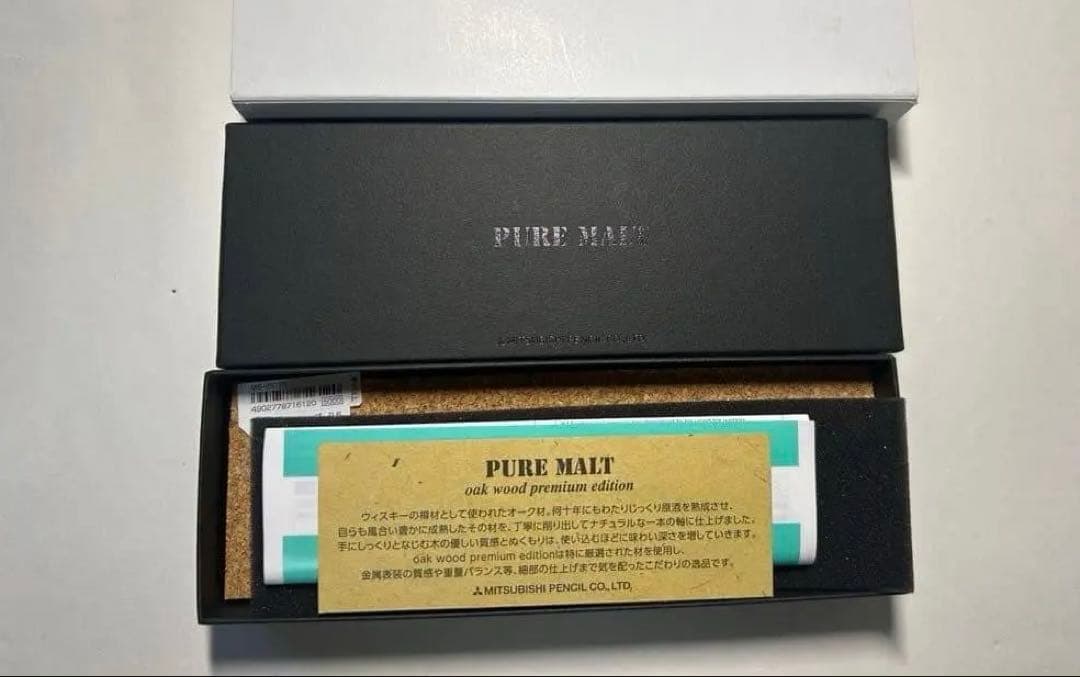 PURE MALT
MITSUBISHI PENCIL CO., LTD.
4902778716120
PURE MALT
oak wood premium edition
ウィスキーの樽材として使われたオーク材。何十年にもわたりじっくり原酒を熟成させ、
自らも風合い豊かに成熟したその材を、丁寧に削り出してナチュラルな一本の軸に仕上げました。
手にしっくりとなじむ木の優しい質感とぬくもりは、使い込むほどに味わい深さを増していきます。
oak wood premium editionは特に厳選された材を使用し、
金属表装の質感や重量バランス等、細部の仕上げまで気を配ったこだわりの逸品です。
MITSUBISHI PENCIL CO., LTD.